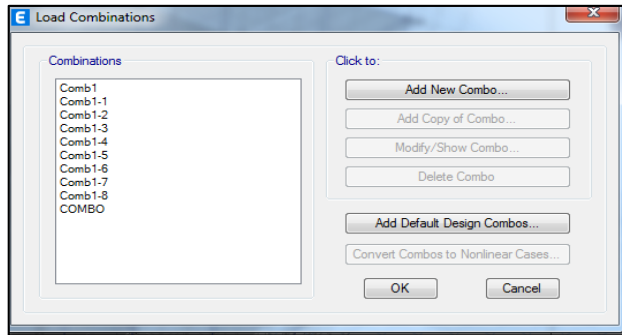 E Load Combinations
Combinations
Comb1
Comb1-1
Comb1-2
Comb1-3
Comb1-4
Comb1-5
Comb1-6
Comb1-7
Comb1-8
COMBO
Click to:
Add New Combo...
Add Copy of Combo...
Modify/Show Combo...
Delete Combo
Add Default Design Combos...
Convert Combos to Nonlinear Cases...
OK Cancel